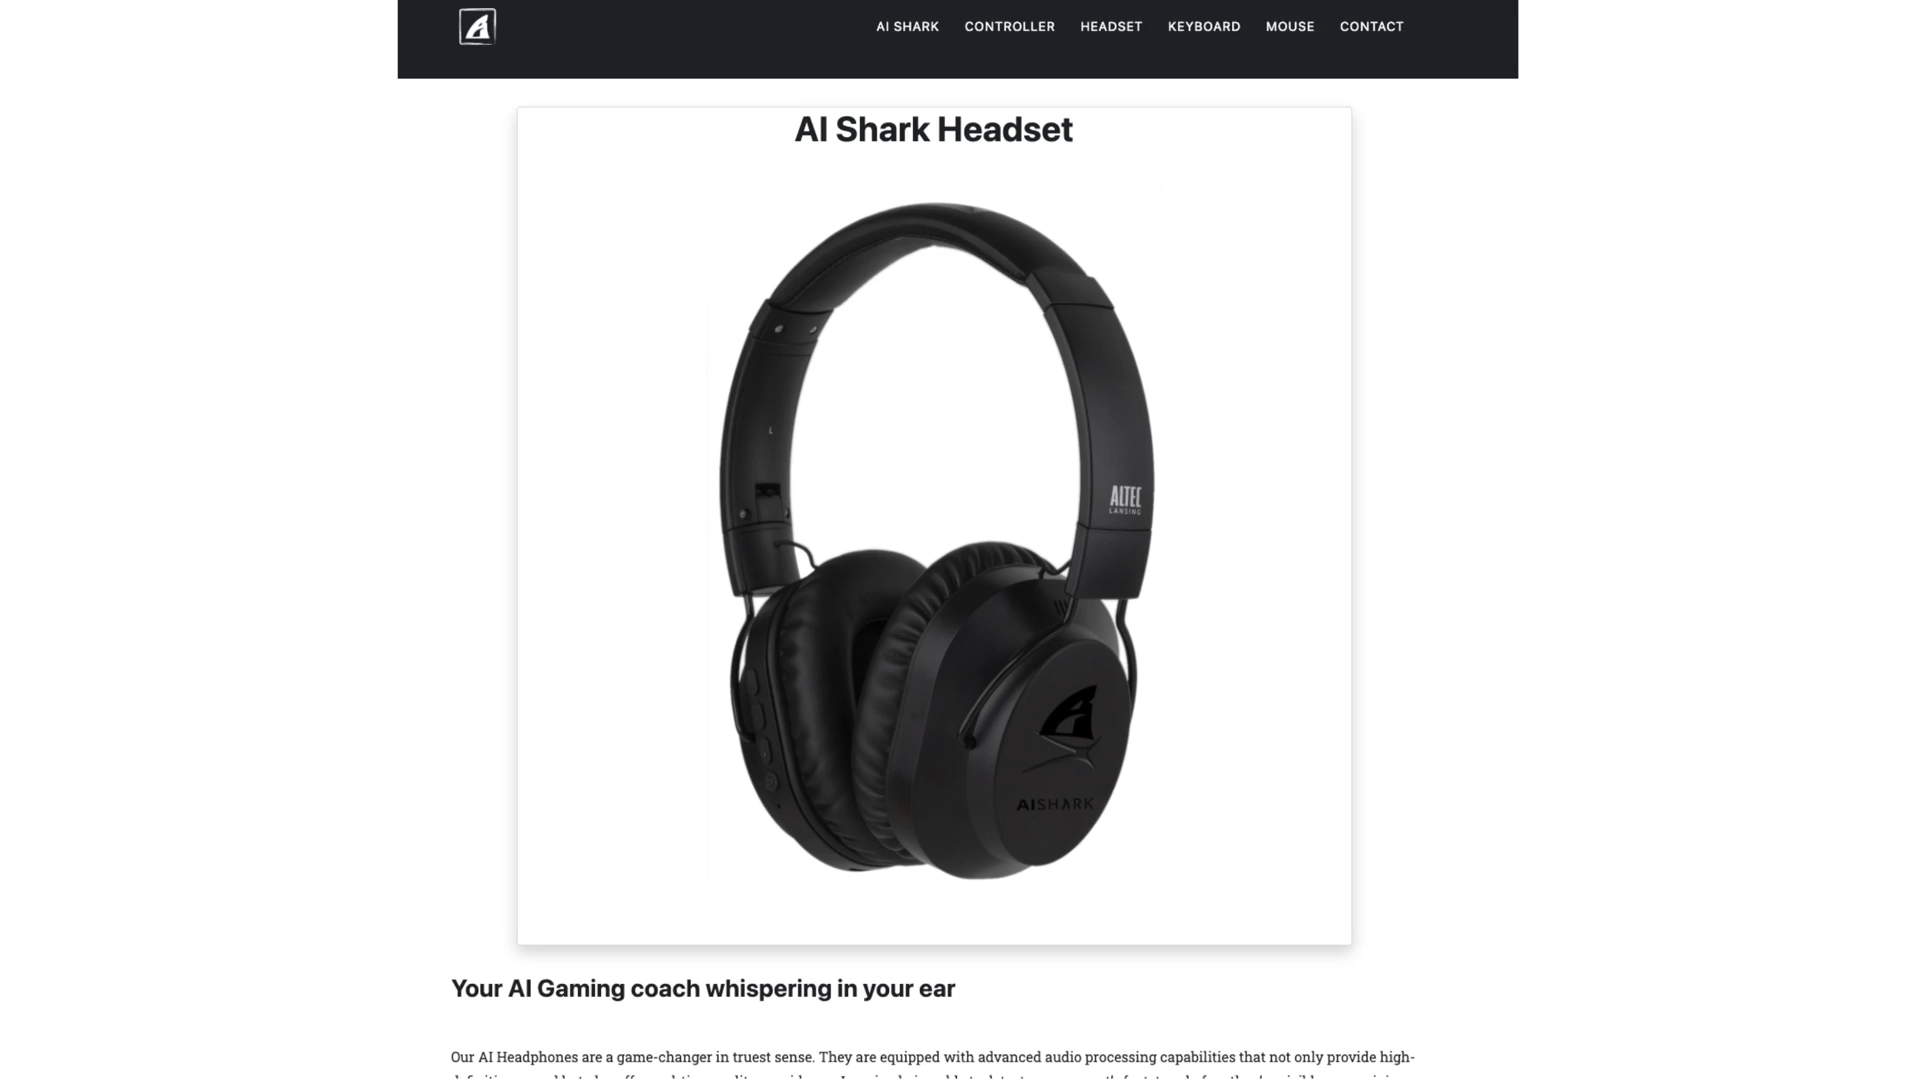 AI SHARK CONTROLLER HEADSET KEYBOARD MOUSE CONTACT
AI Shark Headset
L
ALTEC
LANSING
AISHARK
Your AI Gaming coach whispering in your ear
Our AI Headphones are a game-changer in truest sense. They are equipped with advanced audio processing capabilities that not only provide high-